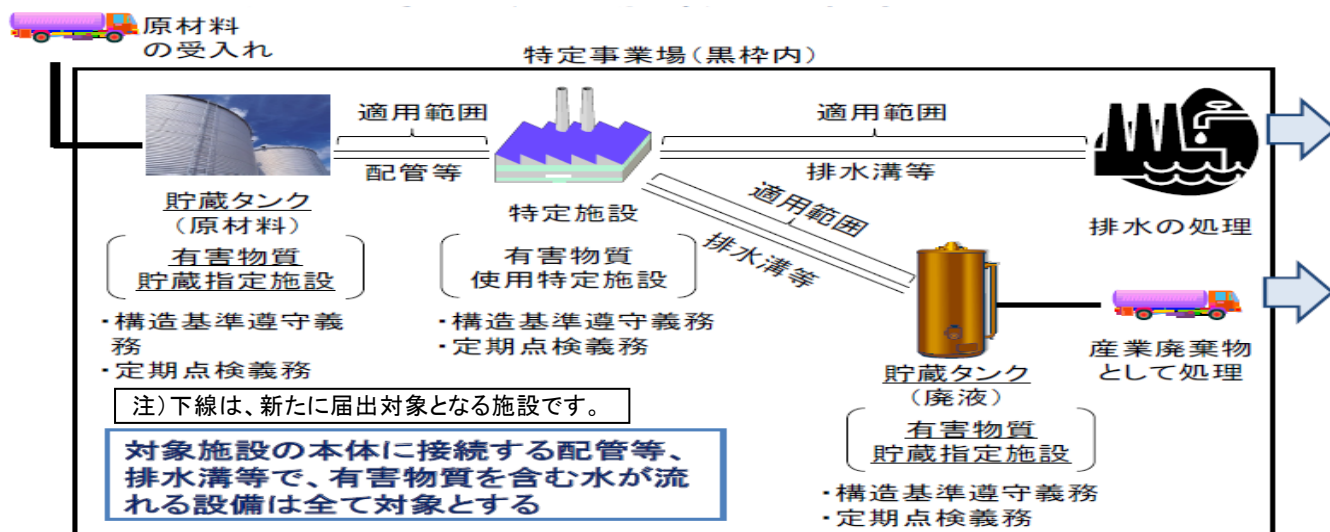 原材料
の受入れ
特定事業場(黒枠内)
適用範囲
適用範囲
配管等
排水溝等
貯蔵タンク
(原材料)
有害物質
貯蔵指定施設
・構造基準遵守義
務
・定期点検義務
特定施設
有害物質
使用特定施設
・構造基準遵守義務
・定期点検義務
適用範囲
排水溝等
排水の処理
産業廃棄物
として処理
貯蔵タンク
(廃液)
有害物質
貯蔵指定施設
・構造基準遵守義務
・定期点検義務
注)下線は、新たに届出対象となる施設です。
対象施設の本体に接続する配管等、
排水溝等で、有害物質を含む水が流
れる設備は全て対象とする